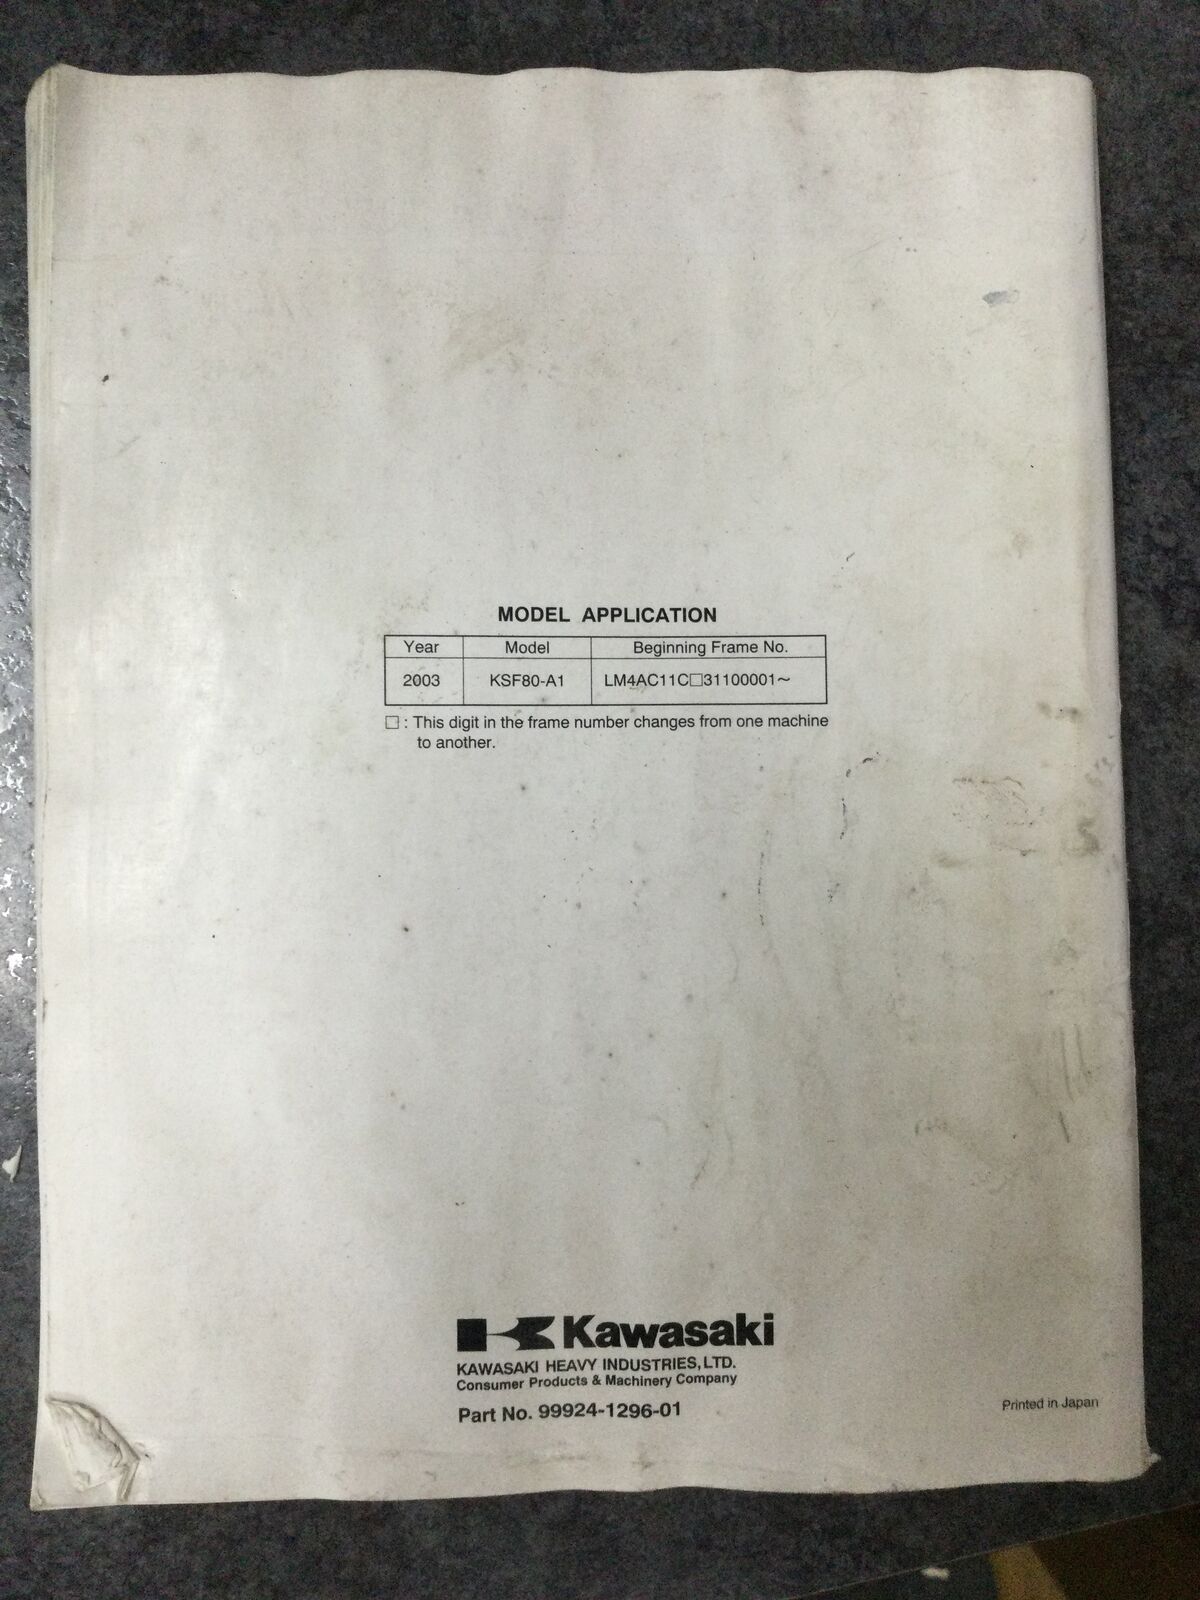 MODEL APPLICATION
Year Model Beginning Frame No.
2003 KSF80-A1 LM4AC11C□31100001~
□ : This digit in the frame number changes from one machine
to another.
Kawasaki
KAWASAKI HEAVY INDUSTRIES, LTD.
Consumer Products & Machinery Company
Part No. 99924-1296-01
Printed in Japan